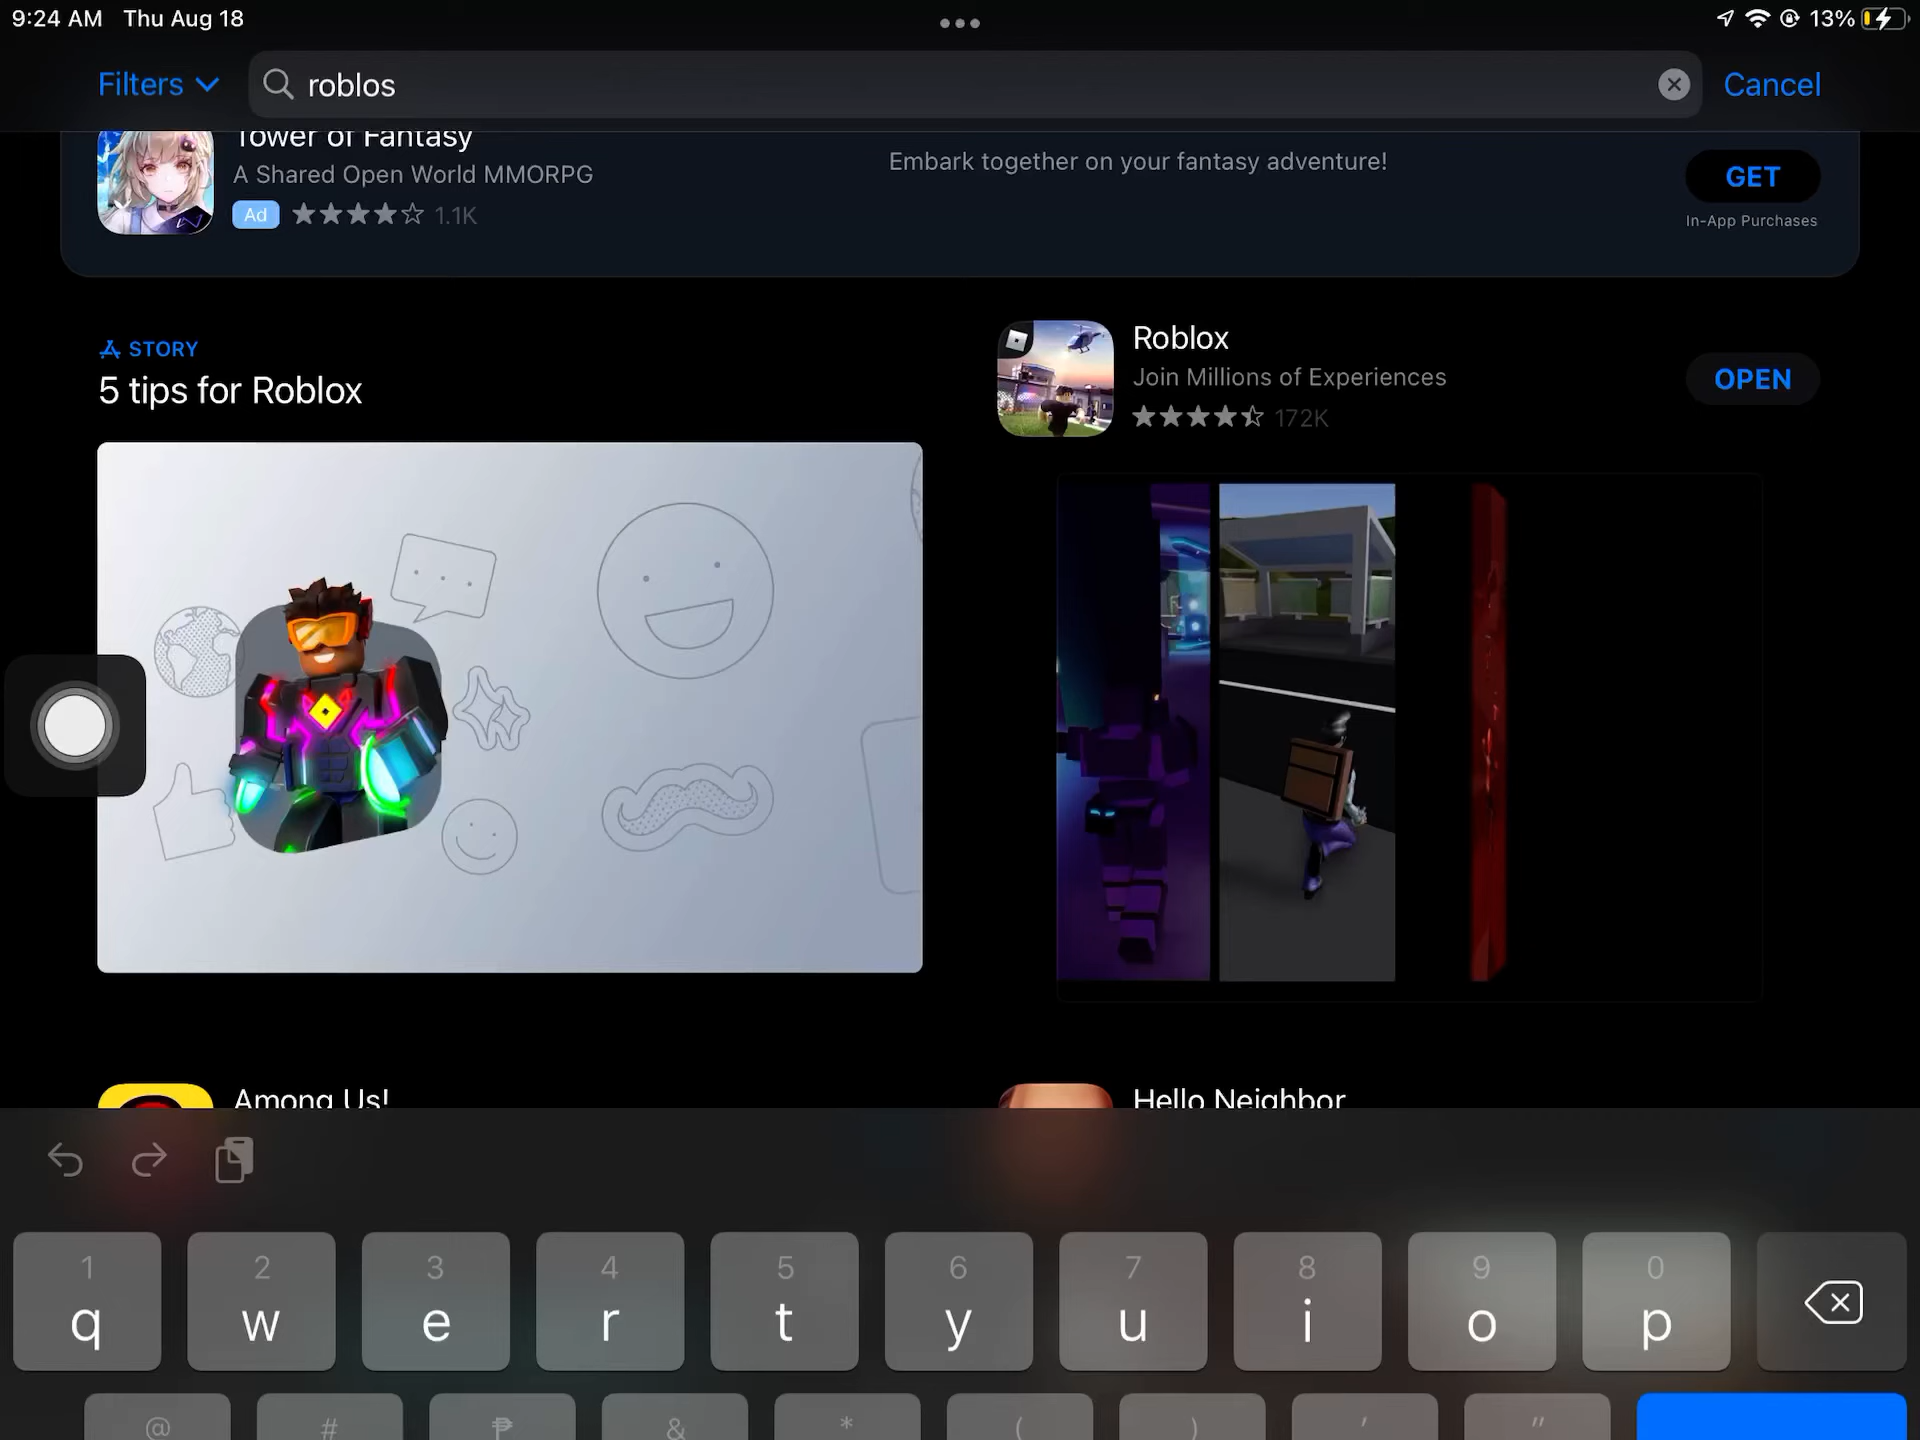 9:24 AM Thu Aug 18
13%
Filters
roblos
Cancel
Tower of Fantasy
A Shared Open World MMORPG
Ad
1.1K
Embark together on your fantasy adventure!
GET
In-App Purchases
STORY
5 tips for Roblox
Roblox
Join Millions of Experiences
172K
OPEN
Among Us!
Hello Neighbor
1 2 3 4 5 6 7 8 9 0
q w e r t y u i o p
@ # ₱ & * ( ) ' "